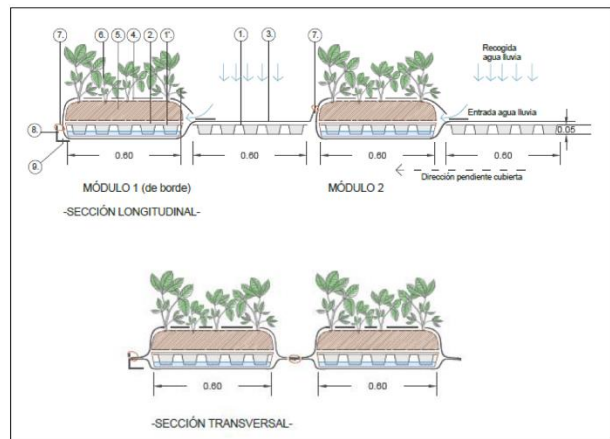 7.
6.
5.
4.
2.
1'.
1.
3.
7.
Recogida
agua lluvia
Entrada agua lluvia
8.
9.
0.05
0.60
0.60
0.60
0.60
MÓDULO 1 (de borde)
MÓDULO 2
Dirección pendiente cubierta
-SECCIÓN LONGITUDINAL-
0.60
0.60
-SECCIÓN TRANSVERSAL-